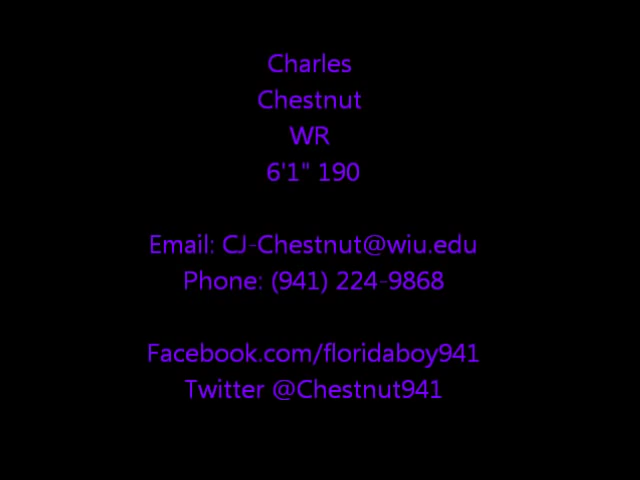 Charles
Chestnut
WR
6'1" 190
Email: CJ-Chestnut@wiu.edu
Phone: (941) 224-9868
Facebook.com/floridaboy941
Twitter @Chestnut941